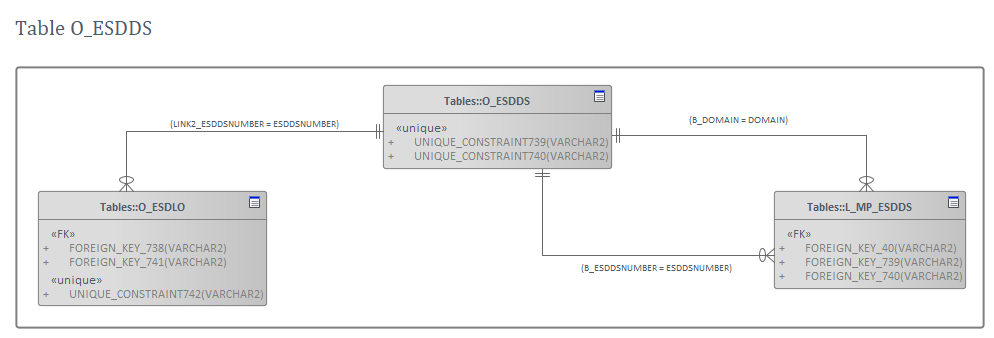 Table O_ESDDS
Tables::O_ESDDS
«unique»
+ UNIQUE_CONSTRAINT739(VARCHAR2)
+ UNIQUE_CONSTRAINT740(VARCHAR2)
{LINK2_ESDDSNUMBER = ESDDSNUMBER}
{B_DOMAIN = DOMAIN}
Tables::O_ESDLO
«FK»
+ FOREIGN_KEY_738(VARCHAR2)
+ FOREIGN_KEY_741(VARCHAR2)
«unique»
+ UNIQUE_CONSTRAINT742(VARCHAR2)
Tables::L_MP_ESDDS
«FK»
+ FOREIGN_KEY_40(VARCHAR2)
+ FOREIGN_KEY_739(VARCHAR2)
+ FOREIGN_KEY_740(VARCHAR2)
{B_ESDDSNUMBER = ESDDSNUMBER}